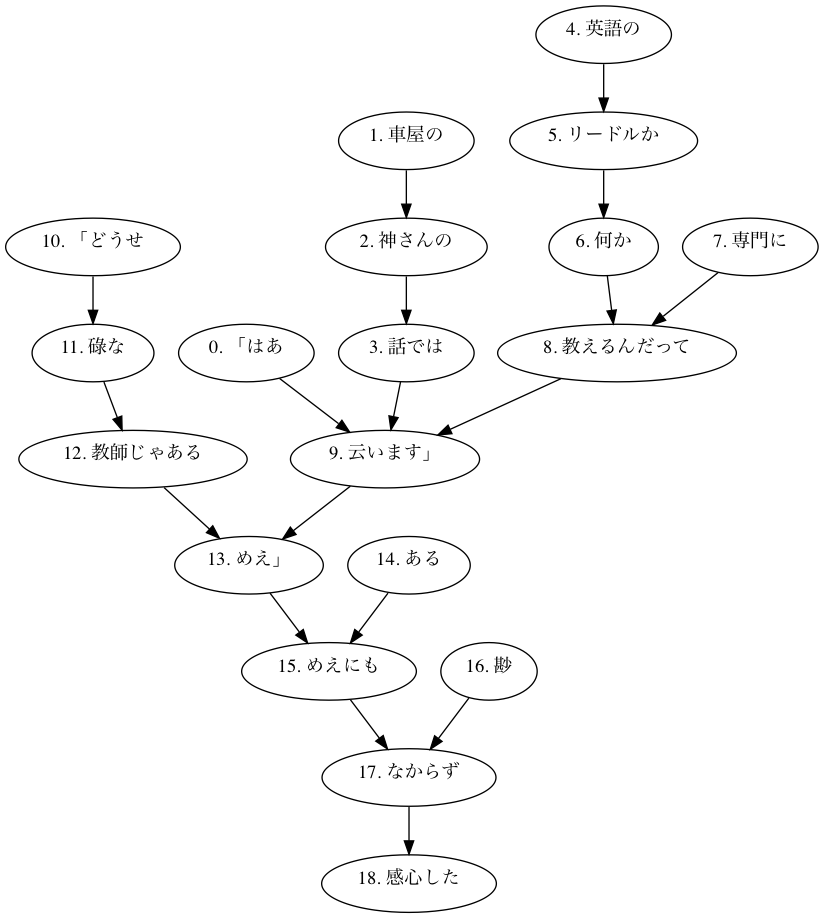 4. 英語の
1. 車屋の
5. リードルか
10. 「どうせ
2. 神さんの
6. 何か
7. 専門に
11. 碌な
0. 「はあ
3. 話では
8. 教えるんだって
12. 教師じゃある
9. 云います」
13. めえ」
14. ある
15. めえにも
16. 尠
17. なからず
18. 感心した